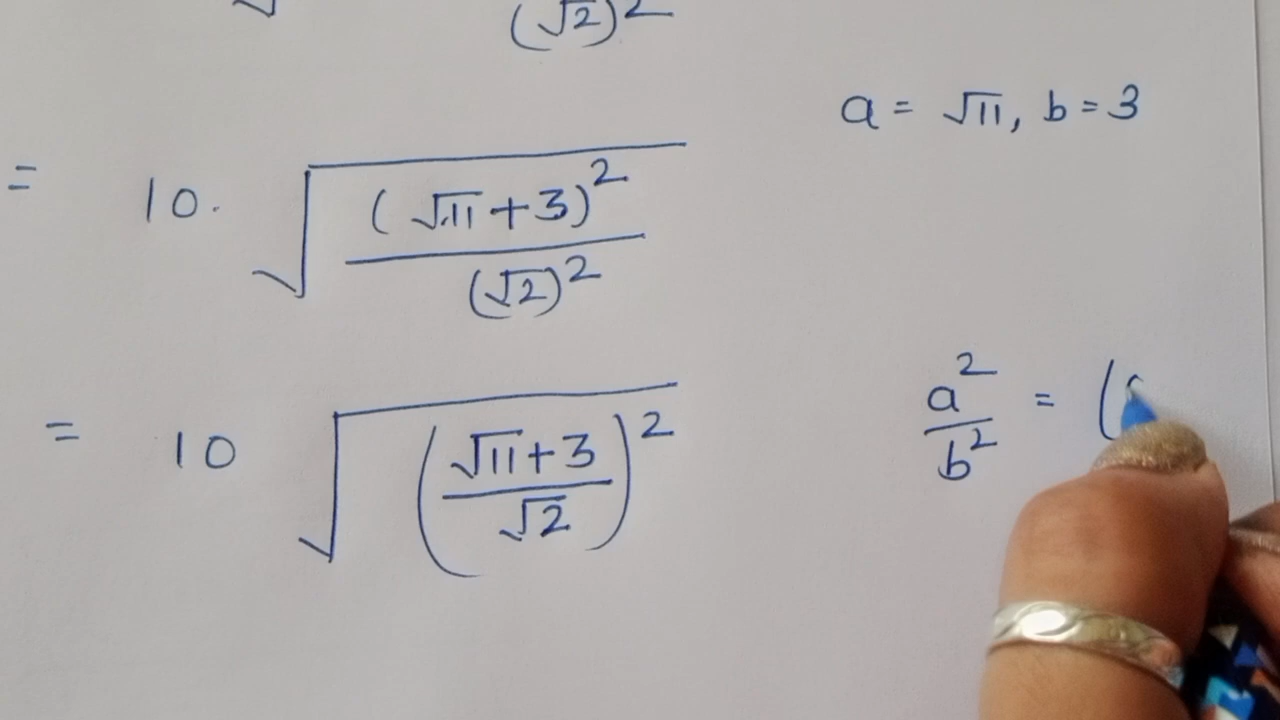 (√2)²
a = √11, b = 3
= 10. √((√11 + 3)² / (√2)²)
= 10 √((√11 + 3) / √2)²
a² / b² = (